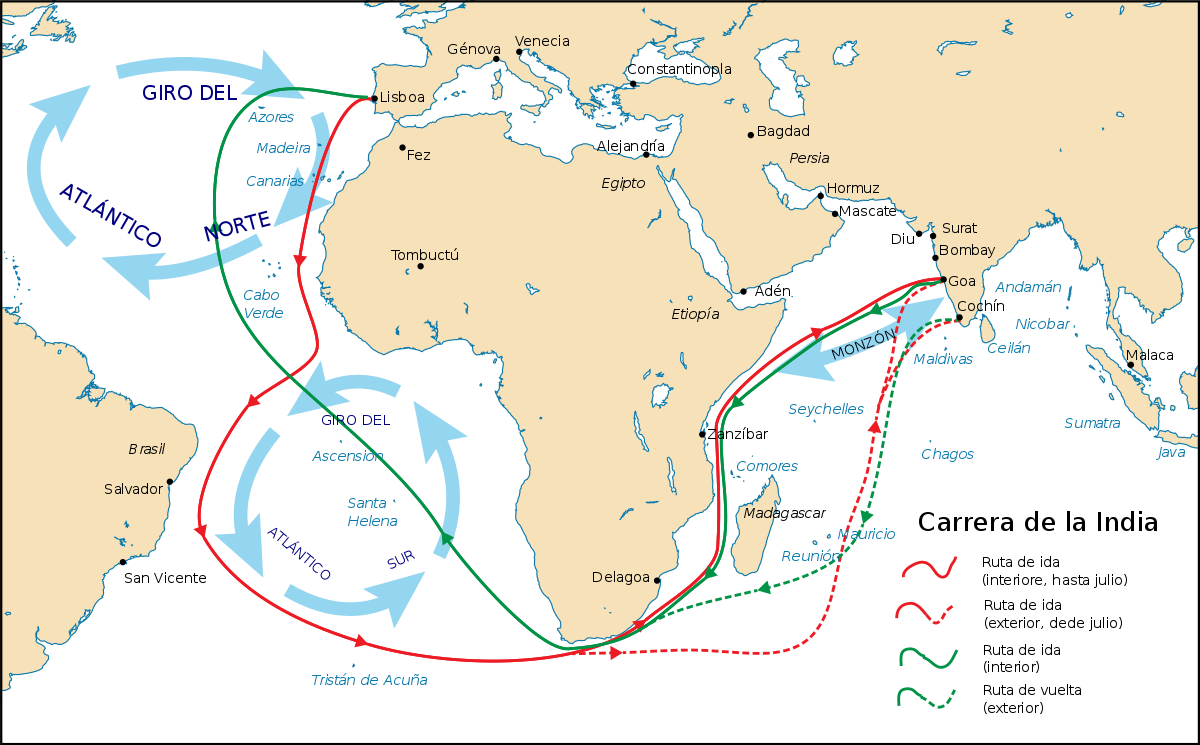 Venecia
Génova
Constantinopla
GIRO DEL
Lisboa
Azores
Bagdad
Madeira
Fez
Alejandría
Persia
Canarias
Egipto
Hormuz
ATLÁNTICO
NORTE
Mascate
Diu
Surat
Bombay
Tombuctú
Goa
Adén
Andamán
Cabo
Verde
Etiopía
Cochín
Nicobar
MONZÓN
Ceilán
Maldivas
Malaca
Seychelles
GIRO DEL
Sumatra
Zanzíbar
Brasil
Ascensión
Chagos
Java
Comores
Salvador
Santa
Helena
Madagascar
Carrera de la India
Mauricio
ATLÁNTICO
SUR
Reunión
San Vicente
Delagoa
Ruta de ida
(interiore, hasta julio)
Ruta de ida
(exterior, dede julio)
Ruta de ida
(interior)
Tristán de Acuña
Ruta de vuelta
(exterior)